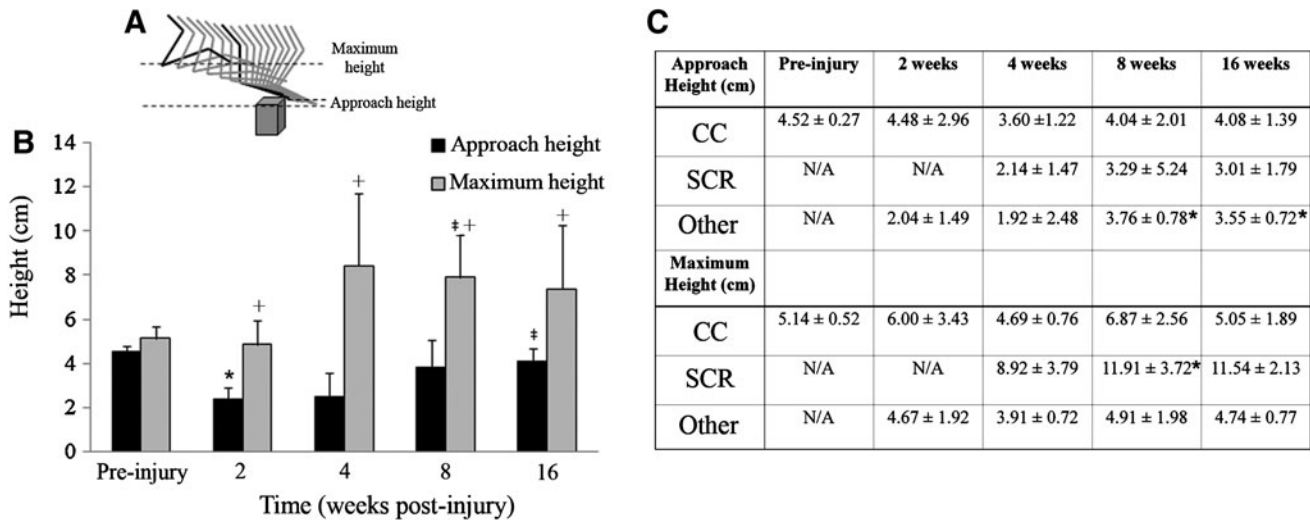 A
Maximum
height
Approach height
B
Approach height
Maximum height
14
12
10
8
6
4
2
0
Height (cm)
*
+
+
‡ +
‡
+
Pre-injury 2 4 8 16
Time (weeks post-injury)
C
Approach Height (cm) Pre-injury 2 weeks 4 weeks 8 weeks 16 weeks
CC 4.52 ± 0.27 4.48 ± 2.96 3.60 ±1.22 4.04 ± 2.01 4.08 ± 1.39
SCR N/A N/A 2.14 ± 1.47 3.29 ± 5.24 3.01 ± 1.79
Other N/A 2.04 ± 1.49 1.92 ± 2.48 3.76 ± 0.78* 3.55 ± 0.72*
Maximum Height (cm)
CC 5.14 ± 0.52 6.00 ± 3.43 4.69 ± 0.76 6.87 ± 2.56 5.05 ± 1.89
SCR N/A N/A 8.92 ± 3.79 11.91 ± 3.72* 11.54 ± 2.13
Other N/A 4.67 ± 1.92 3.91 ± 0.72 4.91 ± 1.98 4.74 ± 0.77